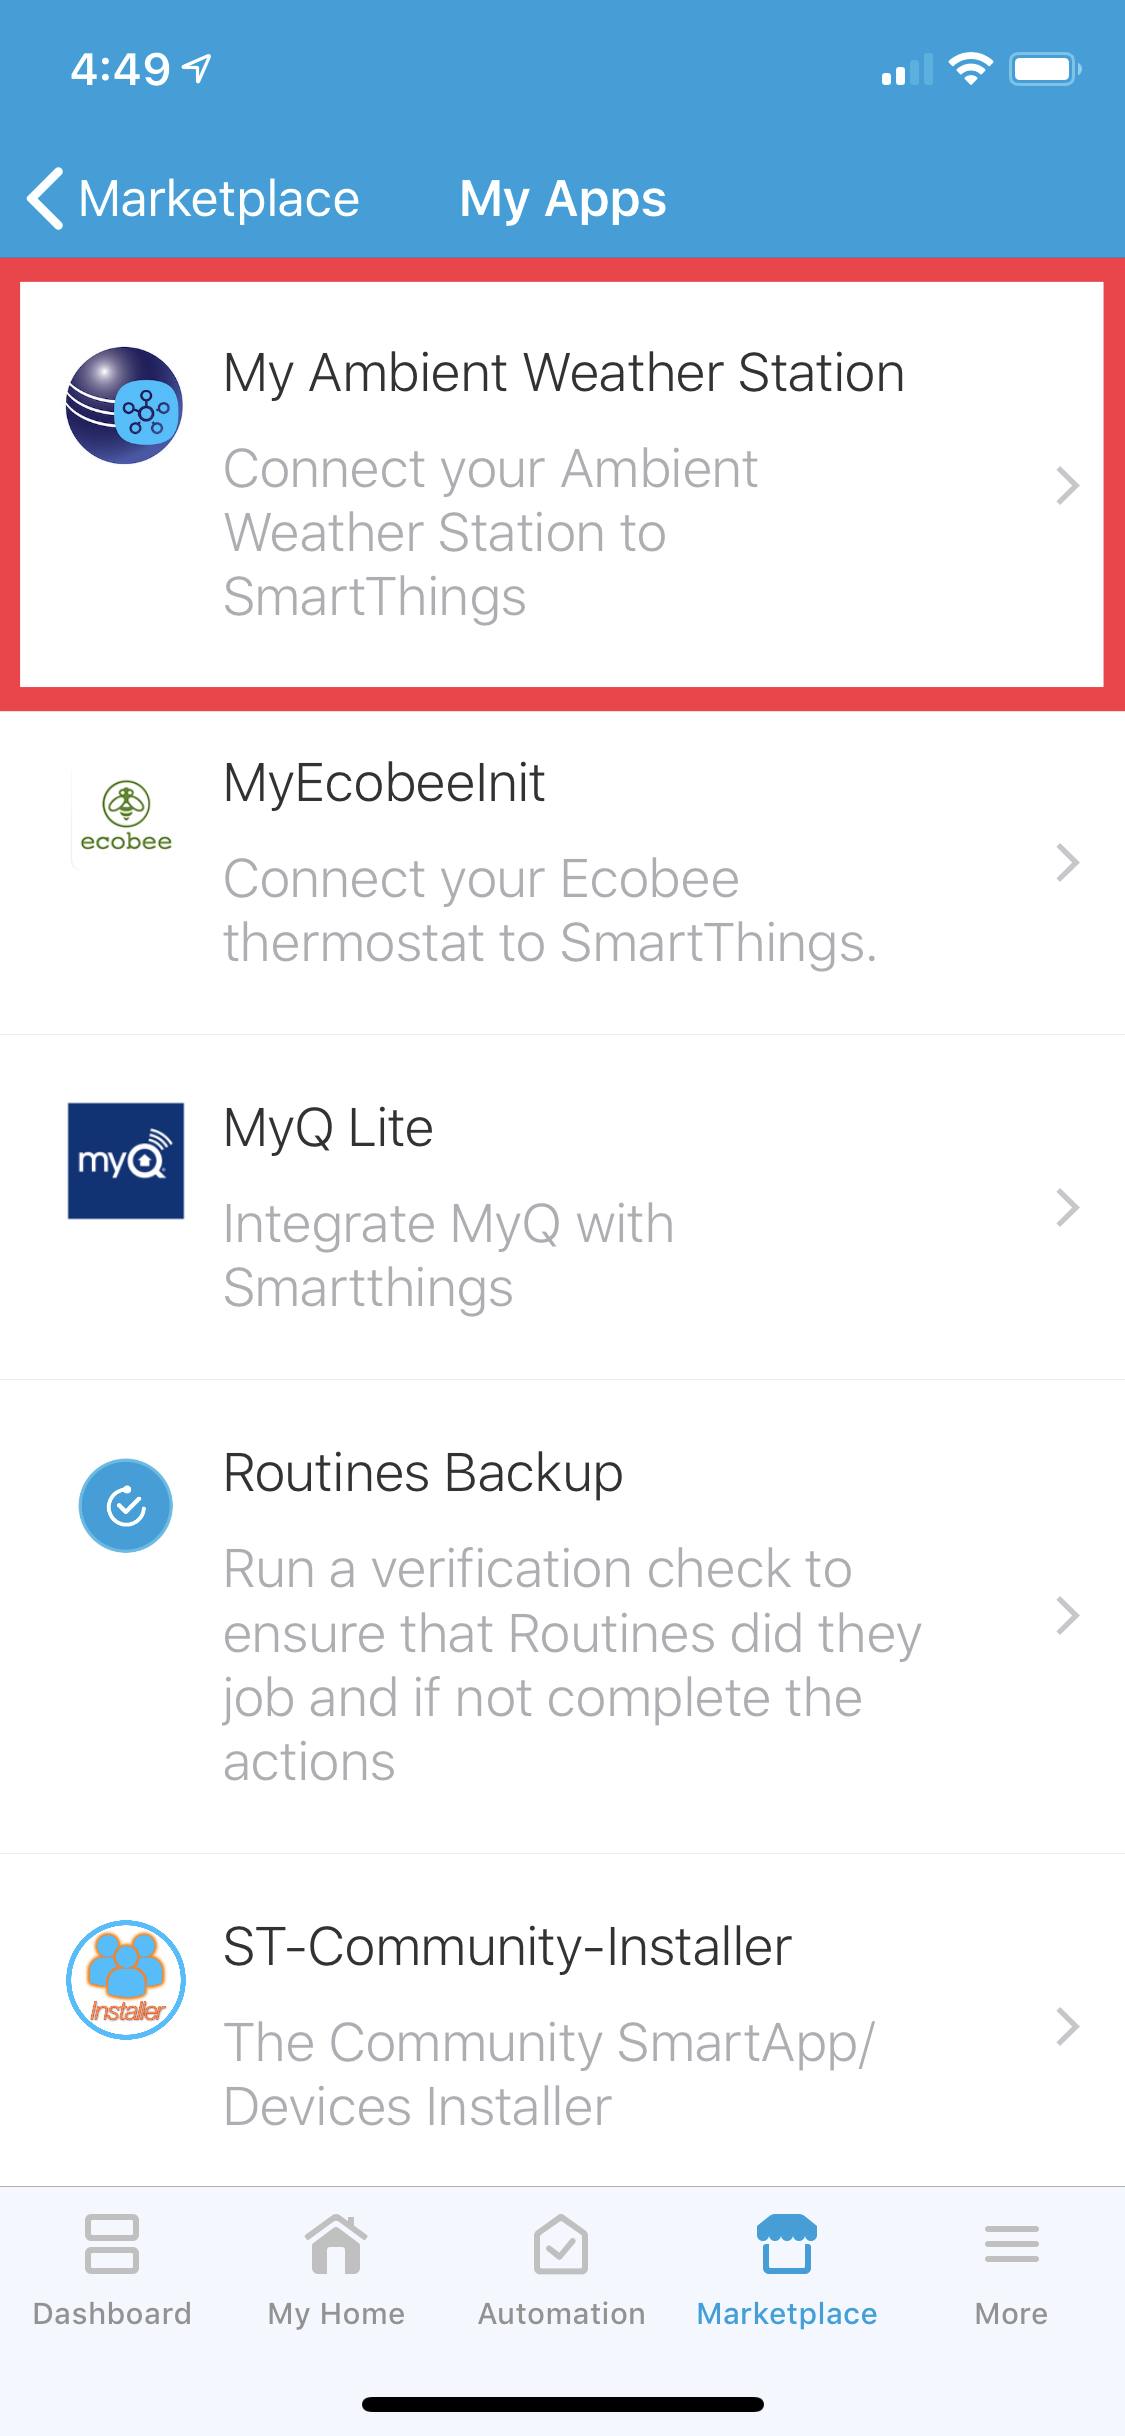 4:49
Marketplace
My Apps
My Ambient Weather Station
Connect your Ambient
Weather Station to
SmartThings
ecobee
MyEcobeeInit
Connect your Ecobee
thermostat to SmartThings.
myQ
MyQ Lite
Integrate MyQ with
Smartthings
Routines Backup
Run a verification check to
ensure that Routines did they
job and if not complete the
actions
Installer
ST-Community-Installer
The Community SmartApp/
Devices Installer
Dashboard
My Home
Automation
Marketplace
More